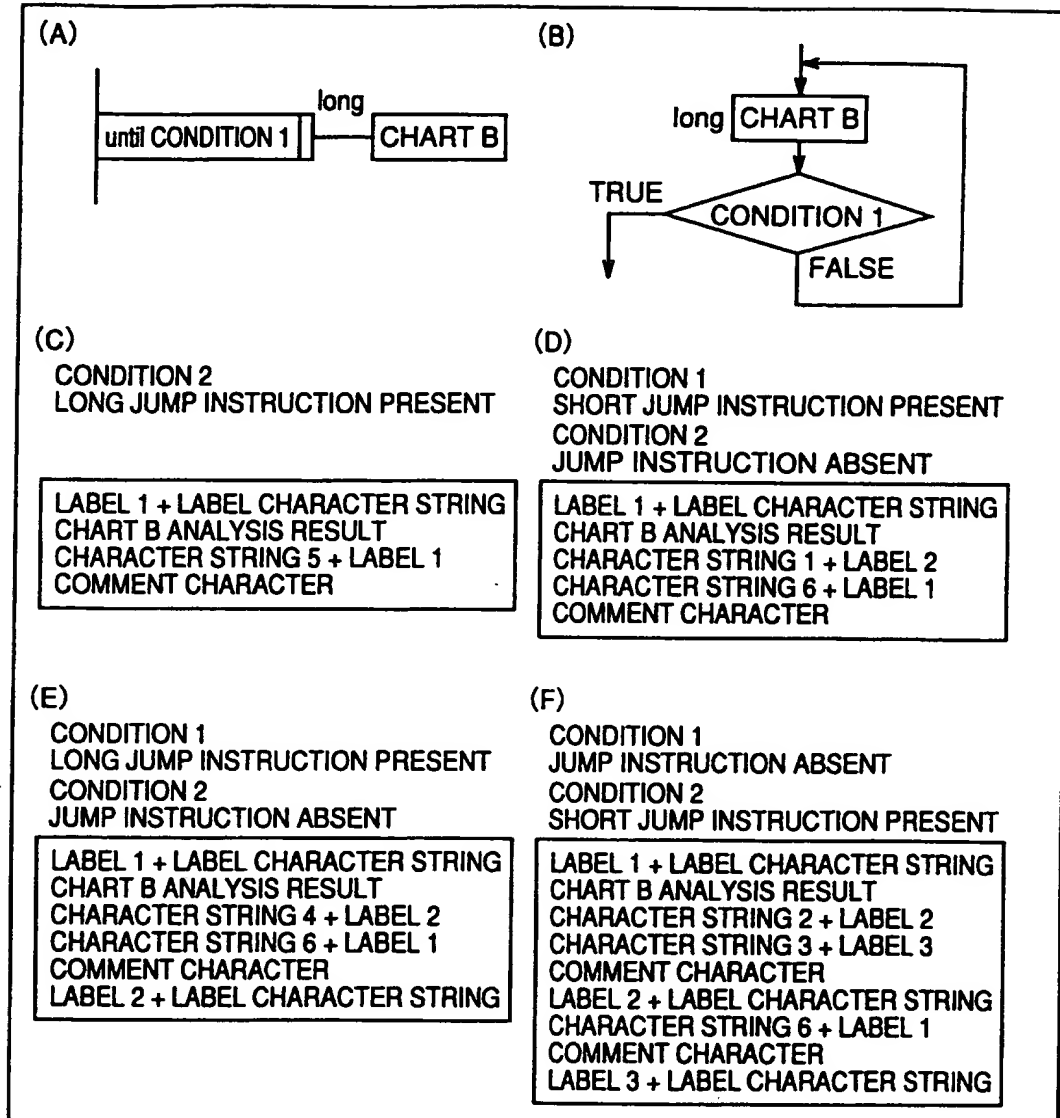 (A)
until CONDITION 1
long
CHART B
(B)
long
CHART B
TRUE
CONDITION 1
FALSE
(C)
CONDITION 2
LONG JUMP INSTRUCTION PRESENT
LABEL 1 + LABEL CHARACTER STRING
CHART B ANALYSIS RESULT
CHARACTER STRING 5 + LABEL 1
COMMENT CHARACTER
(D)
CONDITION 1
SHORT JUMP INSTRUCTION PRESENT
CONDITION 2
JUMP INSTRUCTION ABSENT
LABEL 1 + LABEL CHARACTER STRING
CHART B ANALYSIS RESULT
CHARACTER STRING 1 + LABEL 2
CHARACTER STRING 6 + LABEL 1
COMMENT CHARACTER
(E)
CONDITION 1
LONG JUMP INSTRUCTION PRESENT
CONDITION 2
JUMP INSTRUCTION ABSENT
LABEL 1 + LABEL CHARACTER STRING
CHART B ANALYSIS RESULT
CHARACTER STRING 4 + LABEL 2
CHARACTER STRING 6 + LABEL 1
COMMENT CHARACTER
LABEL 2 + LABEL CHARACTER STRING
(F)
CONDITION 1
JUMP INSTRUCTION ABSENT
CONDITION 2
SHORT JUMP INSTRUCTION PRESENT
LABEL 1 + LABEL CHARACTER STRING
CHART B ANALYSIS RESULT
CHARACTER STRING 2 + LABEL 2
CHARACTER STRING 3 + LABEL 3
COMMENT CHARACTER
LABEL 2 + LABEL CHARACTER STRING
CHARACTER STRING 6 + LABEL 1
COMMENT CHARACTER
LABEL 3 + LABEL CHARACTER STRING